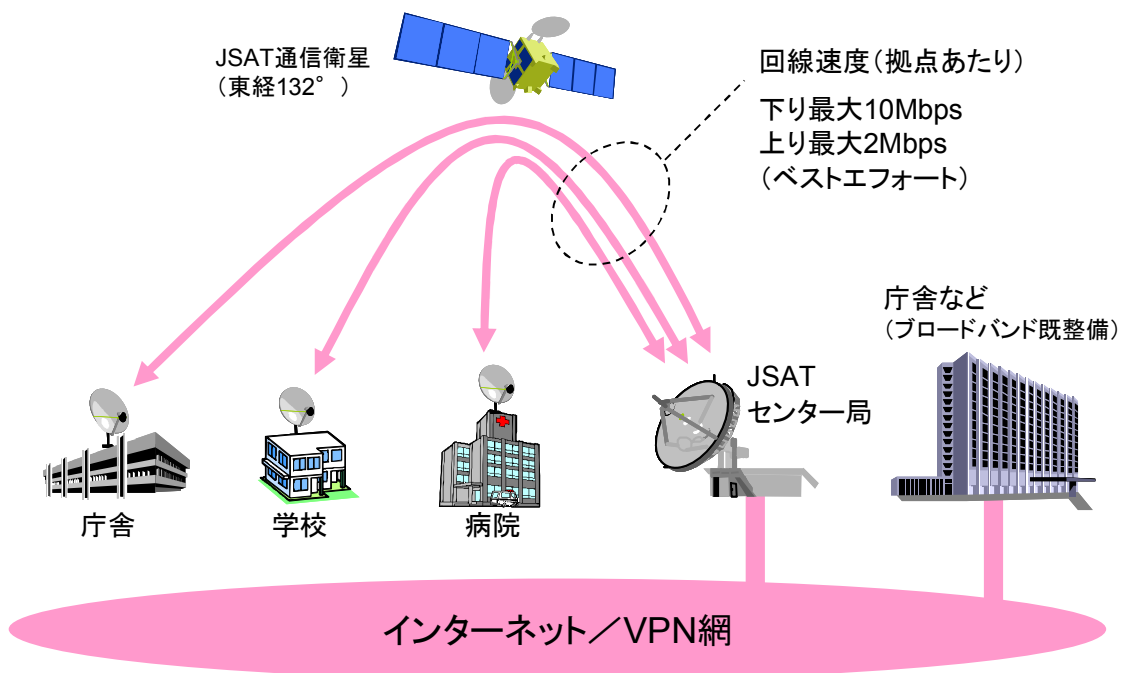 JSAT通信衛星
（東経132°）
回線速度（拠点あたり）
下り最大10Mbps
上り最大2Mbps
（ベストエフォート）
庁舎など
（ブロードバンド既整備）
JSAT
センター局
庁舎
学校
病院
インターネット／VPN網